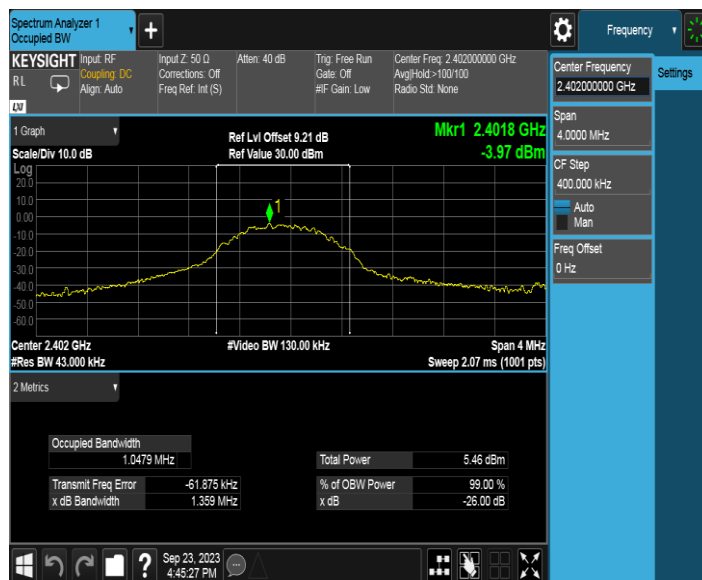 Spectrum Analyzer 1
Occupied BW
+
Frequency
KEYSIGHT
RL
LXI
Input: RF
Coupling: DC
Align: Auto
Input Z: 50 Ω
Corrections: Off
Freq Ref: Int (S)
Atten: 40 dB
Trig: Free Run
Gate: Off
#IF Gain: Low
Center Freq: 2.402000000 GHz
Avg|Hold:>100/100
Radio Std: None
Center Frequency
2.402000000 GHz
Settings
Span
4.0000 MHz
CF Step
400.000 kHz
Auto
Man
Freq Offset
0 Hz
1 Graph
Scale/Div 10.0 dB
Ref Lvl Offset 9.21 dB
Ref Value 30.00 dBm
Mkr1 2.4018 GHz
-3.97 dBm
Log
20.0
10.0
0.00
-10.0
-20.0
-30.0
-40.0
-50.0
-60.0
1
Center 2.402 GHz
#Res BW 43.000 kHz
#Video BW 130.00 kHz
Span 4 MHz
Sweep 2.07 ms (1001 pts)
2 Metrics
Occupied Bandwidth
1.0479 MHz
Total Power 5.46 dBm
Transmit Freq Error -61.875 kHz
% of OBW Power 99.00 %
x dB Bandwidth 1.359 MHz
x dB -26.00 dB
?
Sep 23, 2023
4:45:27 PM